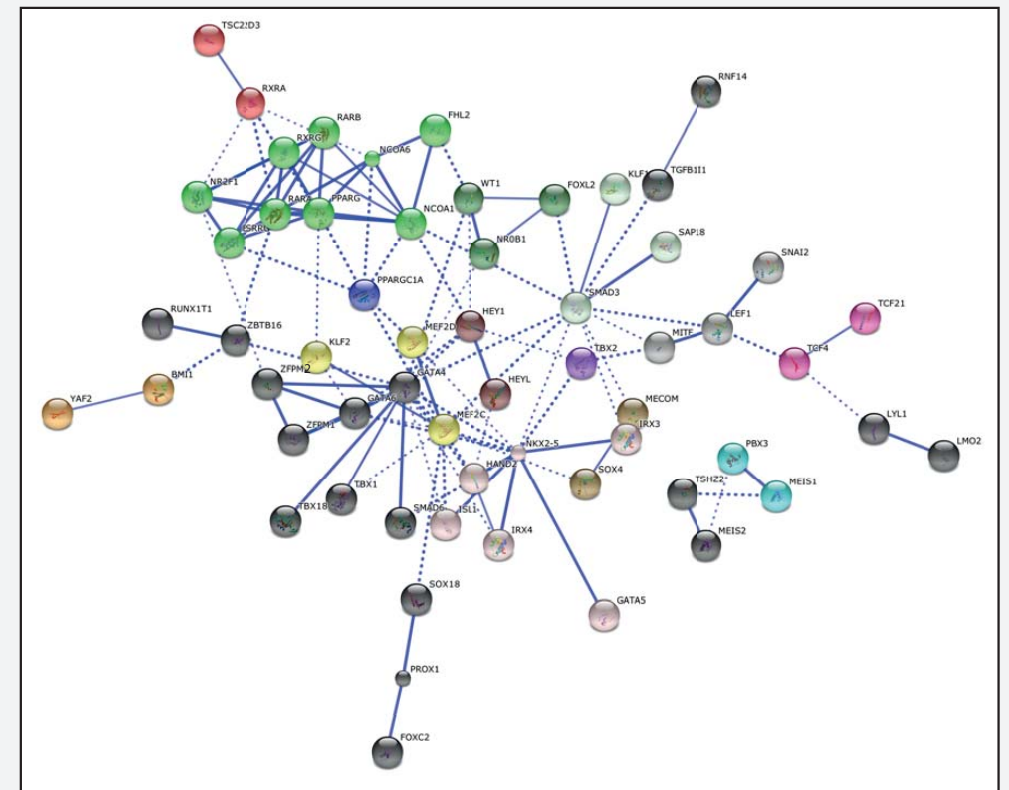 TSC22D3
RNF14
RXRA
RARB
FHL2
RXRG
NCOA6
TGFB1I1
WT1
FOXL2
NR2F1
RARA
PPARG
NCOA1
NR0B1
SAP18
SNAI2
PPARGC1A
SMAD3
RUNX1T1
HEY1
TCF21
ZBTB16
MEF2D
LEF1
MITF
KLF2
TBX2
TCF4
ZFPM2
GATA4
BMI1
HEYL
YAF2
GATA6
MECOM
MEF2C
ZFPM1
IRX3
LYL1
NKX2-5
PBX3
LMO2
HAND2
SOX4
TSHZ2
MEIS1
TBX1
TBX18
SMAD6
ISL1
IRX4
MEIS2
SOX18
GATA5
PROX1
FOXC2